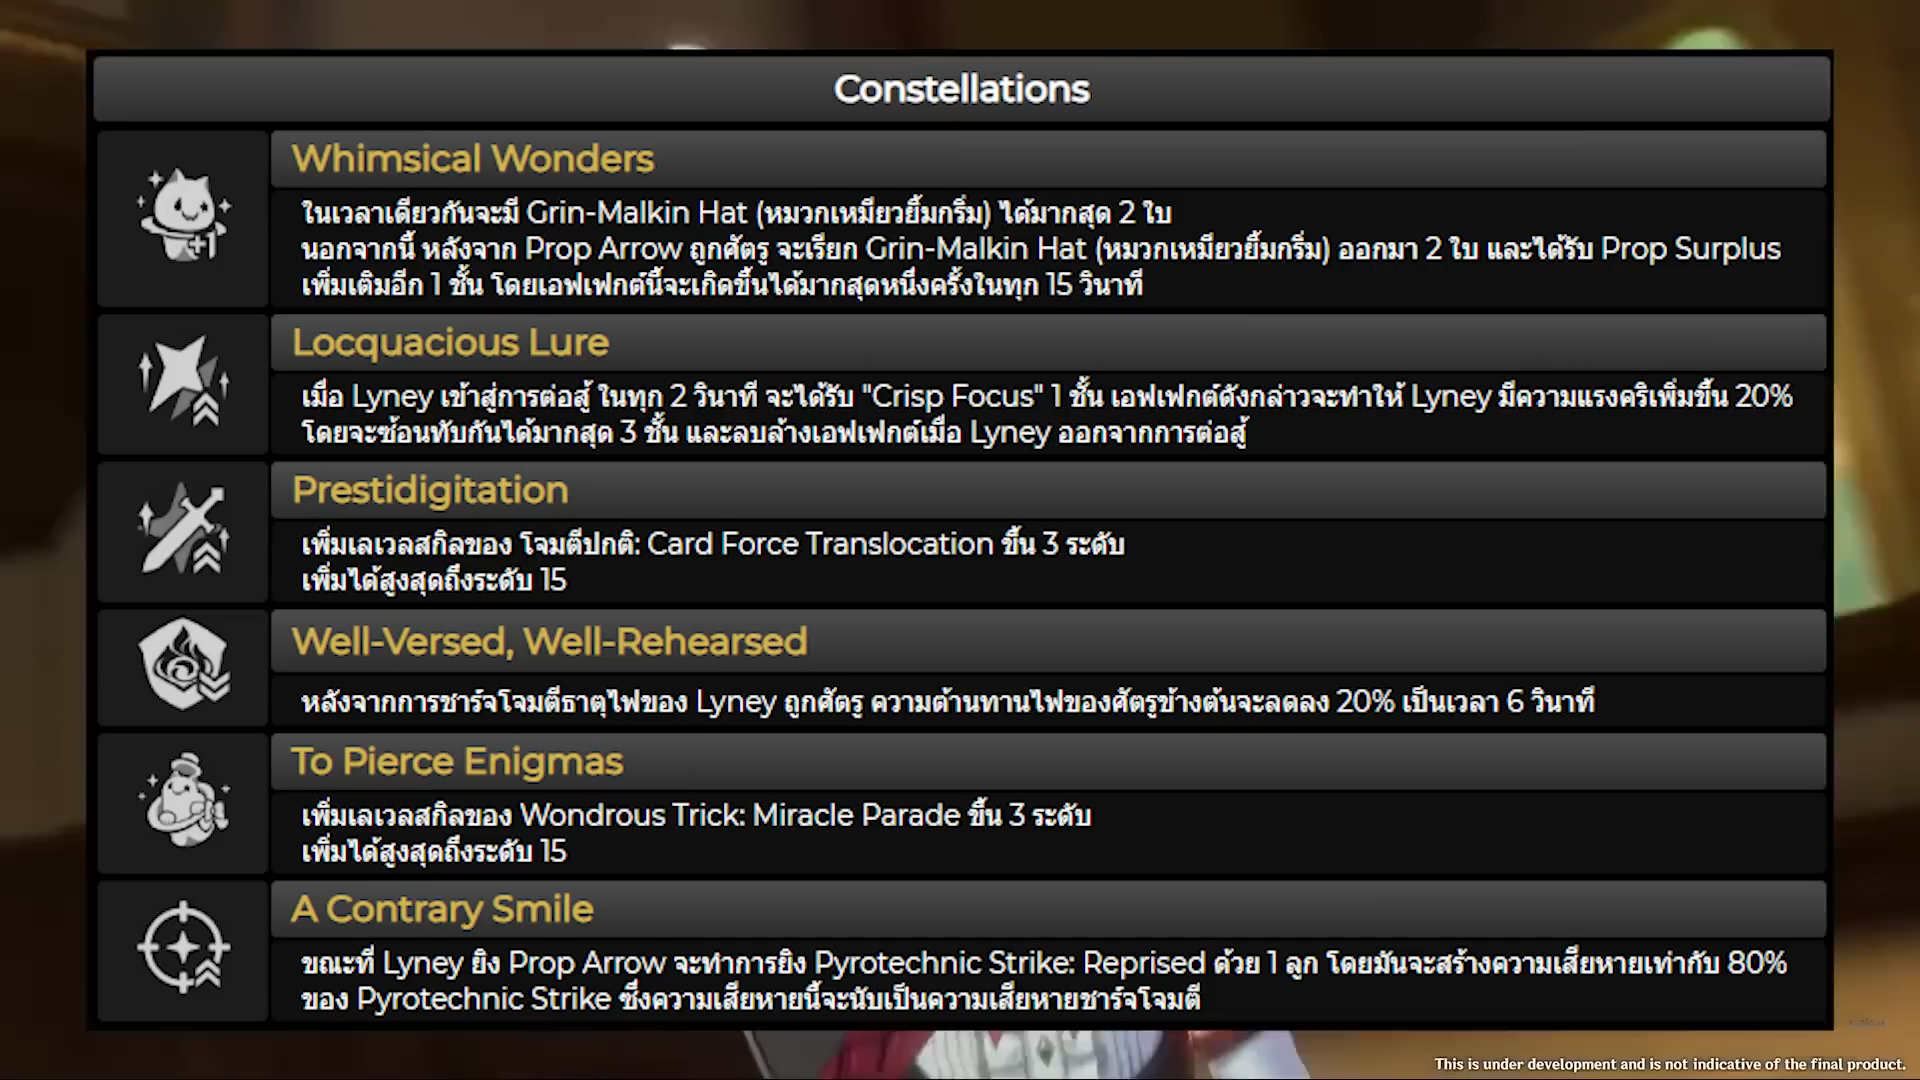 Constellations
Whimsical Wonders
ในเวลาเดียวกันจะมี Grin-Malkin Hat (หมวกเหมียวยิ้มกริ่ม) ได้มากสุด 2 ใบ
นอกจากนี้ หลังจาก Prop Arrow ถูกศัตรู จะเรียก Grin-Malkin Hat (หมวกเหมียวยิ้มกริ่ม) ออกมา 2 ใบ และได้รับ Prop Surplus
เพิ่มเติมอีก 1 ชั้น โดยเอฟเฟกต์นี้จะเกิดขึ้นได้มากสุดหนึ่งครั้งในทุก 15 วินาที
Locquacious Lure
เมื่อ Lyney เข้าสู่การต่อสู้ ในทุก 2 วินาที จะได้รับ "Crisp Focus" 1 ชั้น เอฟเฟกต์ดังกล่าวจะทำให้ Lyney มีความแรงคริเพิ่มขึ้น 20%
โดยจะซ้อนทับกันได้มากสุด 3 ชั้น และลบล้างเอฟเฟกต์เมื่อ Lyney ออกจากการต่อสู้
Prestidigitation
เพิ่มเลเวลสกิลของ โจมตีปกติ: Card Force Translocation ขึ้น 3 ระดับ
เพิ่มได้สูงสุดถึงระดับ 15
Well-Versed, Well-Rehearsed
หลังจากการชาร์จโจมตีธาตุไฟของ Lyney ถูกศัตรู ความต้านทานไฟของศัตรูข้างต้นจะลดลง 20% เป็นเวลา 6 วินาที
To Pierce Enigmas
เพิ่มเลเวลสกิลของ Wondrous Trick: Miracle Parade ขึ้น 3 ระดับ
เพิ่มได้สูงสุดถึงระดับ 15
A Contrary Smile
ขณะที่ Lyney ยิง Prop Arrow จะทำการยิง Pyrotechnic Strike: Reprised ด้วย 1 ลูก โดยมันจะสร้างความเสียหายเท่ากับ 80%
ของ Pyrotechnic Strike ซึ่งความเสียหายนี้จะนับเป็นความเสียหายชาร์จโจมตี
This is under development and is not indicative of the final product.